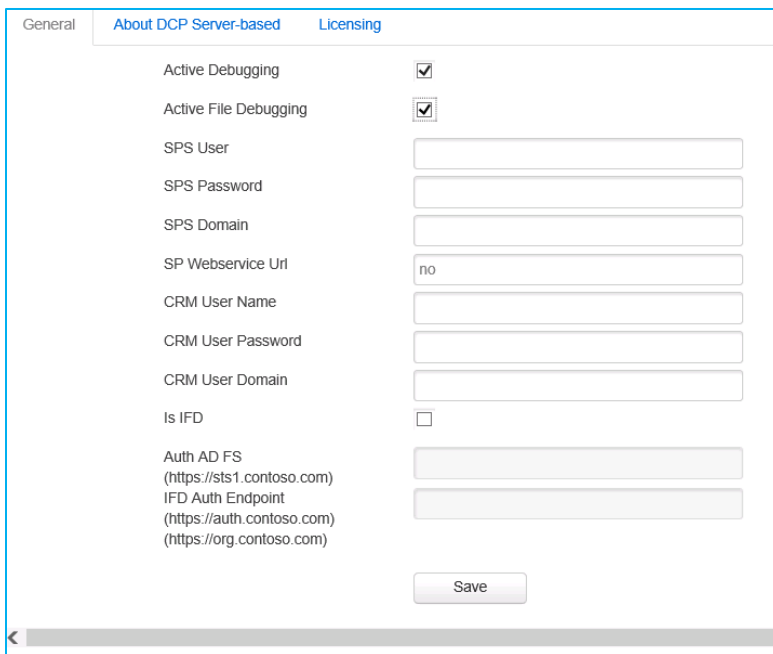 General About DCP Server-based Licensing
Active Debugging
Active File Debugging
SPS User
SPS Password
SPS Domain
SP Webservice Url no
CRM User Name
CRM User Password
CRM User Domain
Is IFD
Auth AD FS
(https://sts1.contoso.com)
IFD Auth Endpoint
(https://auth.contoso.com)
(https://org.contoso.com)
Save